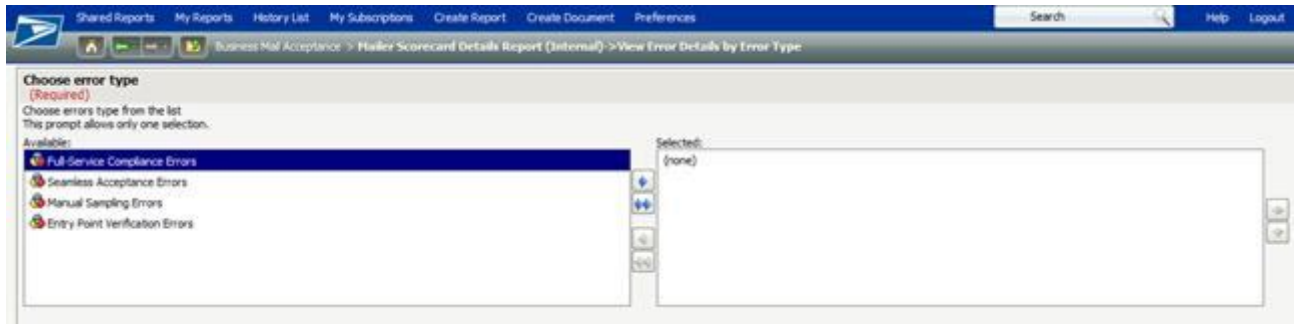 Shared Reports My Reports History List My Subscriptions Create Report Create Document Preferences Search Help Logout
Business Mail Acceptance > Mailer Scorecard Details Report (Internal)->View Error Details by Error Type
Choose error type
(Required)
Choose errors type from the list
This prompt allows only one selection.
Available: Selected:
Full-Service Compliance Errors (none)
Seamless Acceptance Errors
Manual Sampling Errors
Entry Point Verification Errors